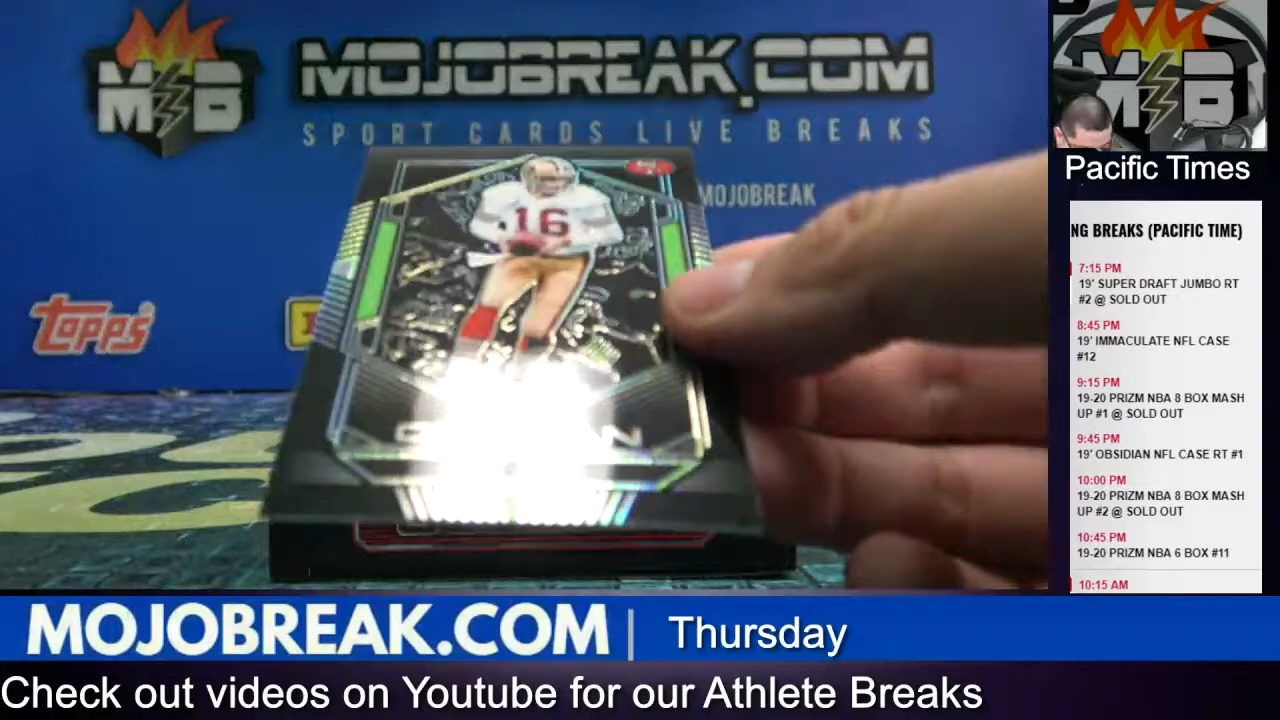 MSB
MOJOBREAK.COM
SPORT CARDS LIVE BREAKS
MOJOBREAK
topps
16
MSB
Pacific Times
NG BREAKS (PACIFIC TIME)
7:15 PM
19' SUPER DRAFT JUMBO RT
#2 @ SOLD OUT
8:45 PM
19' IMMACULATE NFL CASE
#12
9:15 PM
19-20 PRIZM NBA 8 BOX MASH
UP #1 @ SOLD OUT
9:45 PM
19' OBSIDIAN NFL CASE RT #1
10:00 PM
19-20 PRIZM NBA 8 BOX MASH
UP #2 @ SOLD OUT
10:45 PM
19-20 PRIZM NBA 6 BOX #11
10:15 AM
MOJOBREAK.COM | Thursday
Check out videos on Youtube for our Athlete Breaks